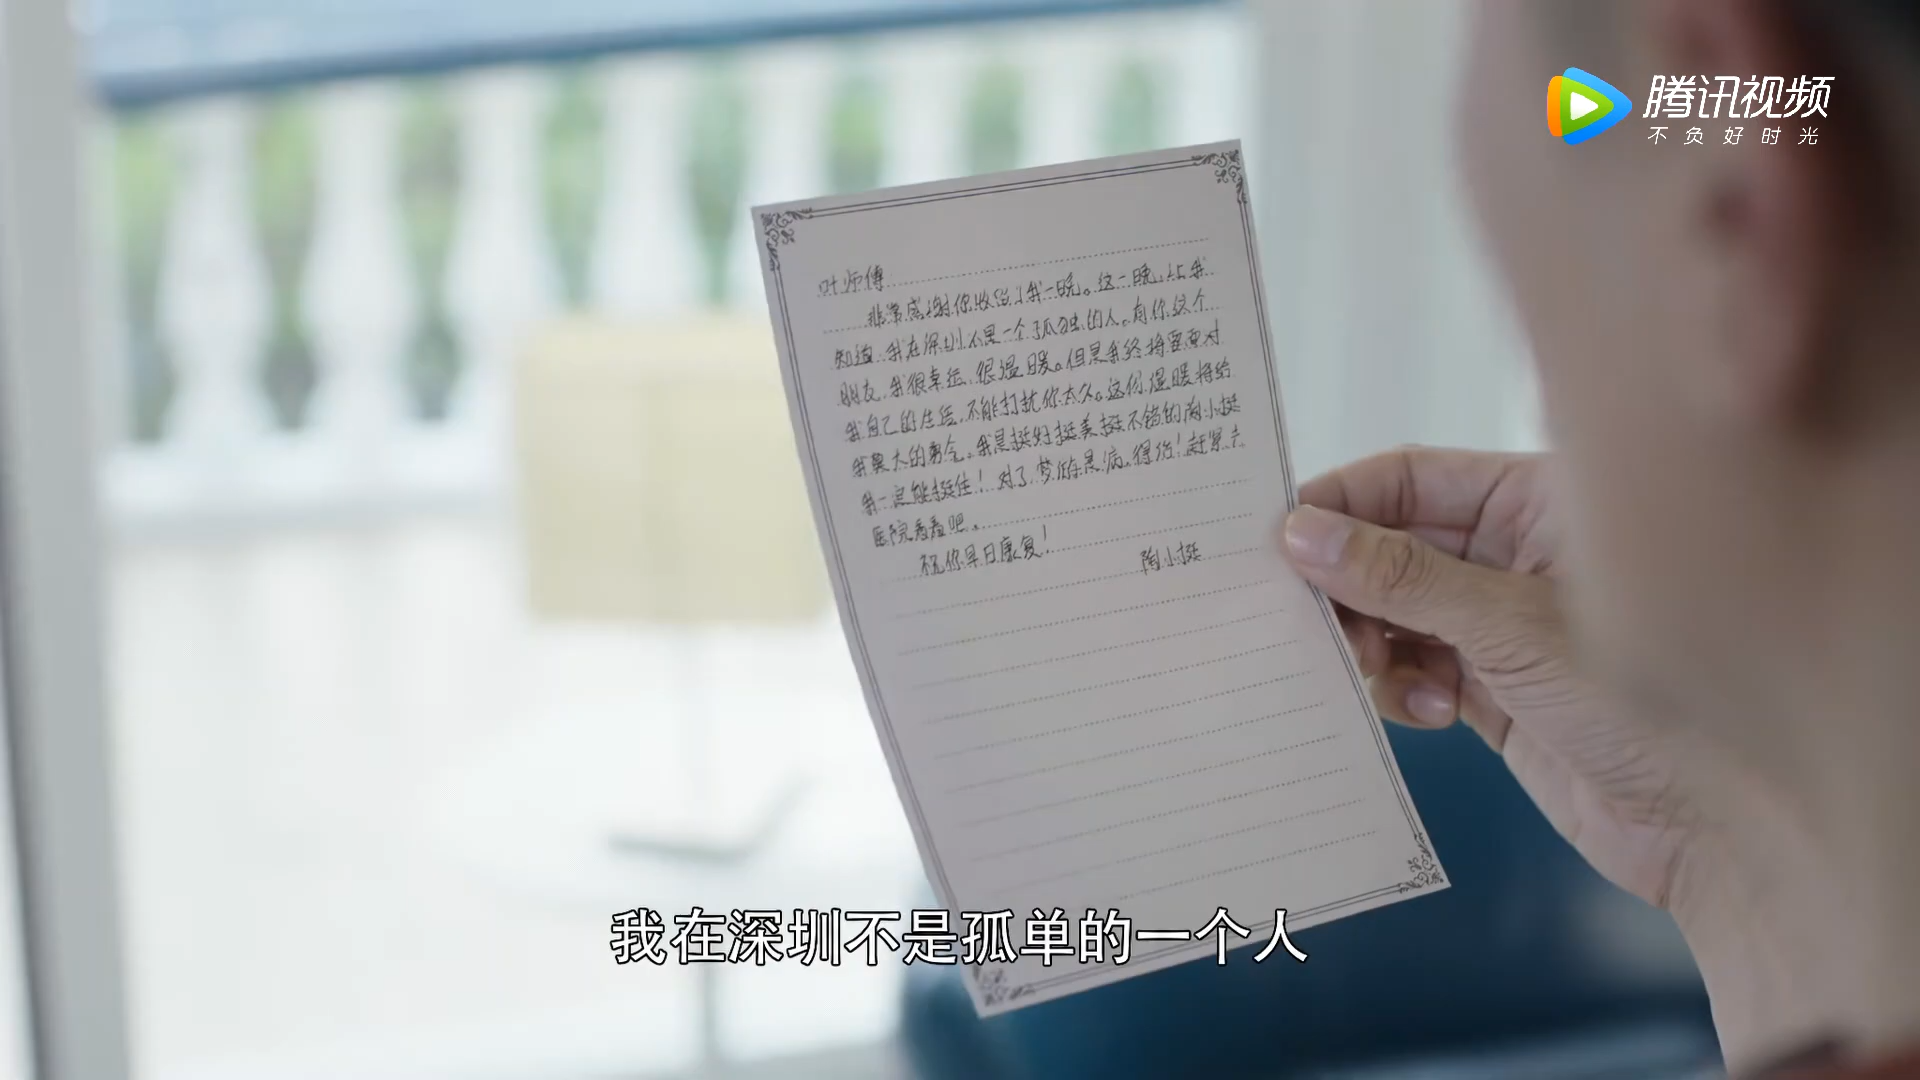 腾讯视频
不负好时光
叶师傅
非常感谢你收留了我一晚。这一晚,让我
知道,我在深圳不是一个孤独的人。有你这个
朋友,我很幸运,很温暖。但是我终将要面对
我自己的生活,不能打扰你太久。这份温暖将给
我莫大的勇气。我是挺好挺美挺不错的陶小挺
我一定能挺住!对了,梦游是病,得治!赶紧去
医院看看吧。
祝你早日康复!
陶小挺
我在深圳不是孤单的一个人